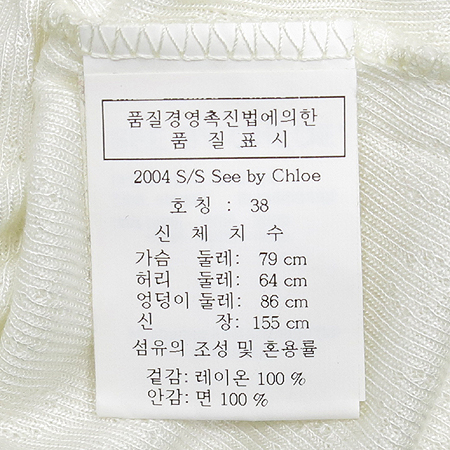 품질경영촉진법에의한
품 질 표 시
2004 S/S See by Chloe
호 칭 : 38
신 체 치 수
가슴 둘레: 79 cm
허리 둘레: 64 cm
엉덩이 둘레: 86 cm
신 장: 155 cm
섬유의 조성 및 혼용률
겉감: 레이온 100 %
안감: 면 100 %